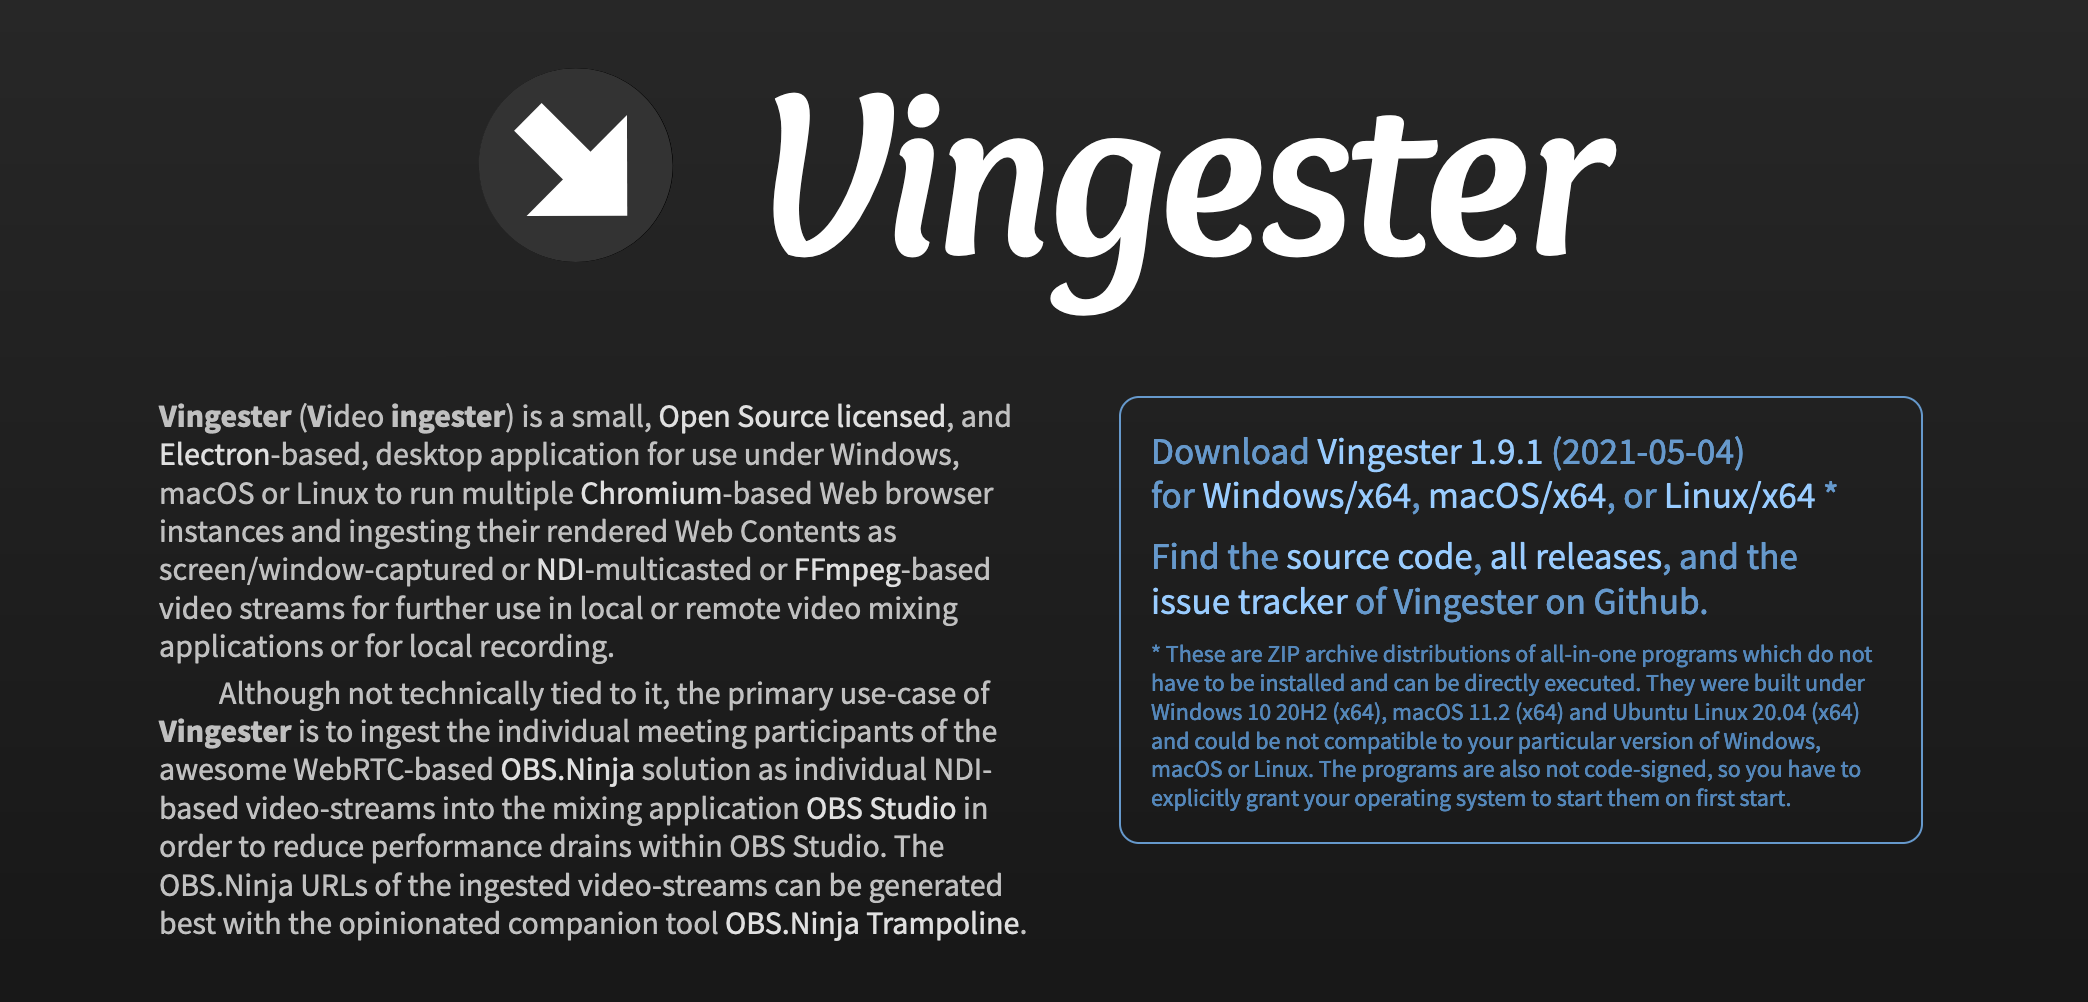 Vingester
Vingester (Video ingester) is a small, Open Source licensed, and
Electron-based, desktop application for use under Windows,
macOS or Linux to run multiple Chromium-based Web browser
instances and ingesting their rendered Web Contents as
screen/window-captured or NDI-multicasted or FFmpeg-based
video streams for further use in local or remote video mixing
applications or for local recording.
Although not technically tied to it, the primary use-case of
Vingester is to ingest the individual meeting participants of the
awesome WebRTC-based OBS.Ninja solution as individual NDI-
based video-streams into the mixing application OBS Studio in
order to reduce performance drains within OBS Studio. The
OBS.Ninja URLs of the ingested video-streams can be generated
best with the opinionated companion tool OBS.Ninja Trampoline.
Download Vingester 1.9.1 (2021-05-04)
for Windows/x64, macOS/x64, or Linux/x64 *
Find the source code, all releases, and the
issue tracker of Vingester on Github.
* These are ZIP archive distributions of all-in-one programs which do not
have to be installed and can be directly executed. They were built under
Windows 10 20H2 (x64), macOS 11.2 (x64) and Ubuntu Linux 20.04 (x64)
and could be not compatible to your particular version of Windows,
macOS or Linux. The programs are also not code-signed, so you have to
explicitly grant your operating system to start them on first start.